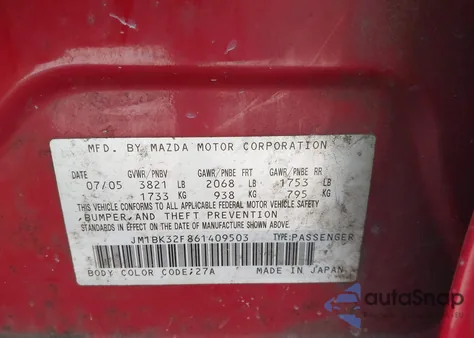 MFD. BY MAZDA MOTOR CORPORATION
DATE GVWR/PNBV GAWR/PNBE FRT GAWR/PNBE RR
07/05 3821 LB 2068 LB 1753 LB
1733 KG 938 KG 795 KG
THIS VEHICLE CONFORMS TO ALL APPLICABLE FEDERAL MOTOR VEHICLE SAFETY
,BUMPER,AND THEFT PREVENTION
STANDARDS IN EFFECT ON THE DATE OF MANUFACTURE SHOWN ABOVE.
JM1BK32F861409503 TYPE:PASSENGER
BODY COLOR CODE;27A MADE IN JAPAN
autoSnap